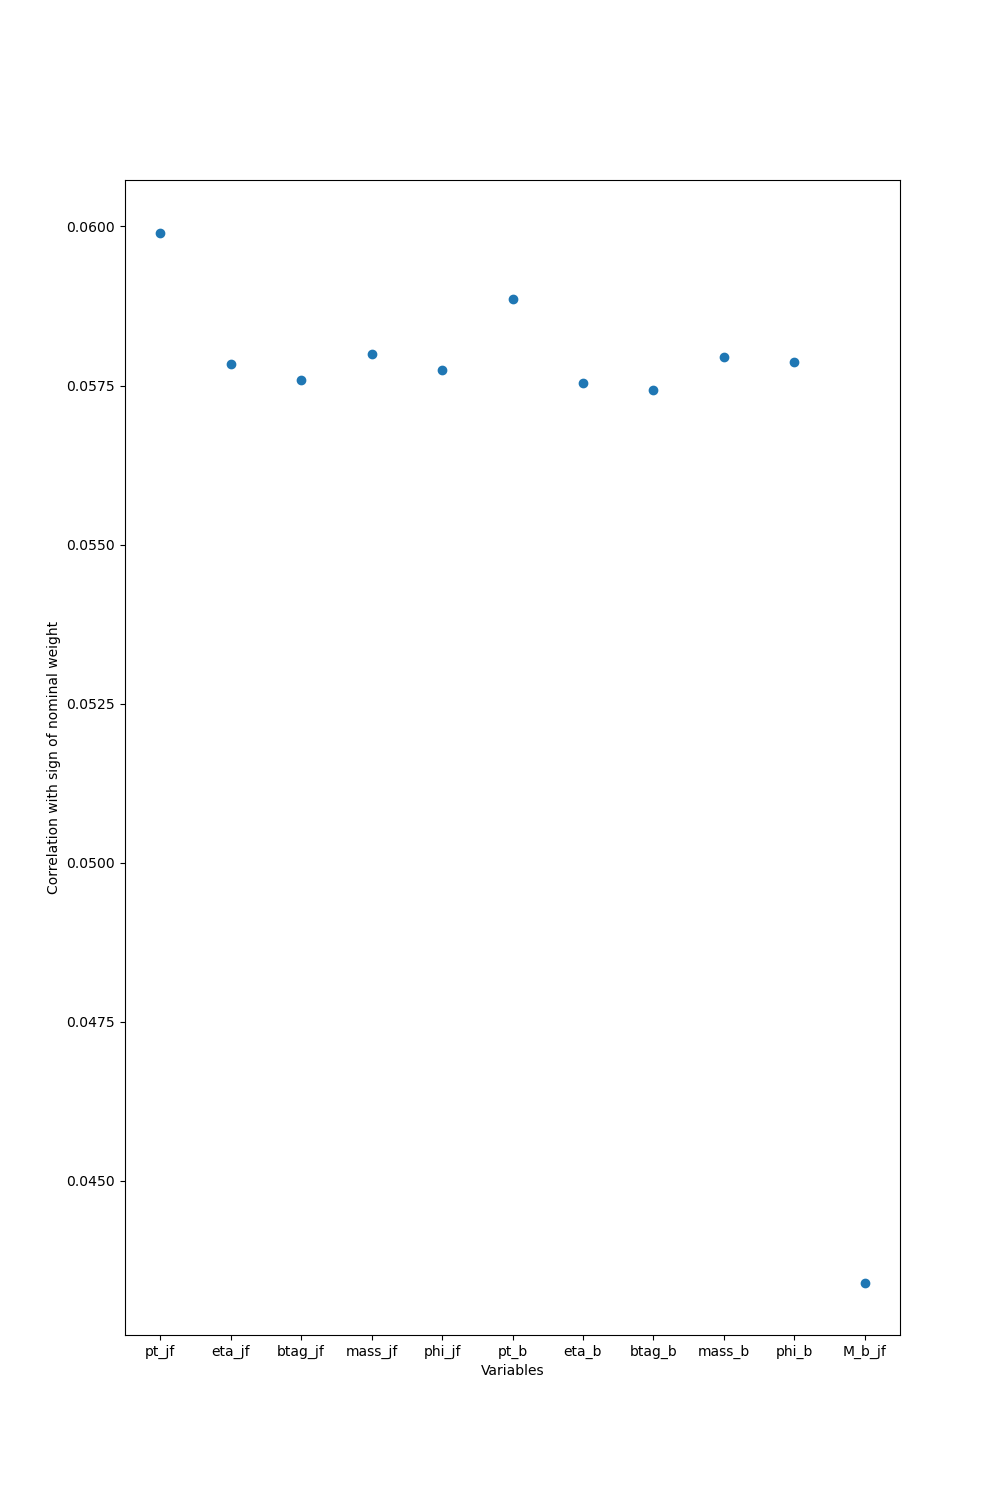 0.0600
0.0575
0.0550
0.0525
0.0500
0.0475
0.0450
Correlation with sign of nominal weight
pt_jf eta_jf btag_jf mass_jf phi_jf pt_b eta_b btag_b mass_b phi_b M_b_jf
Variables